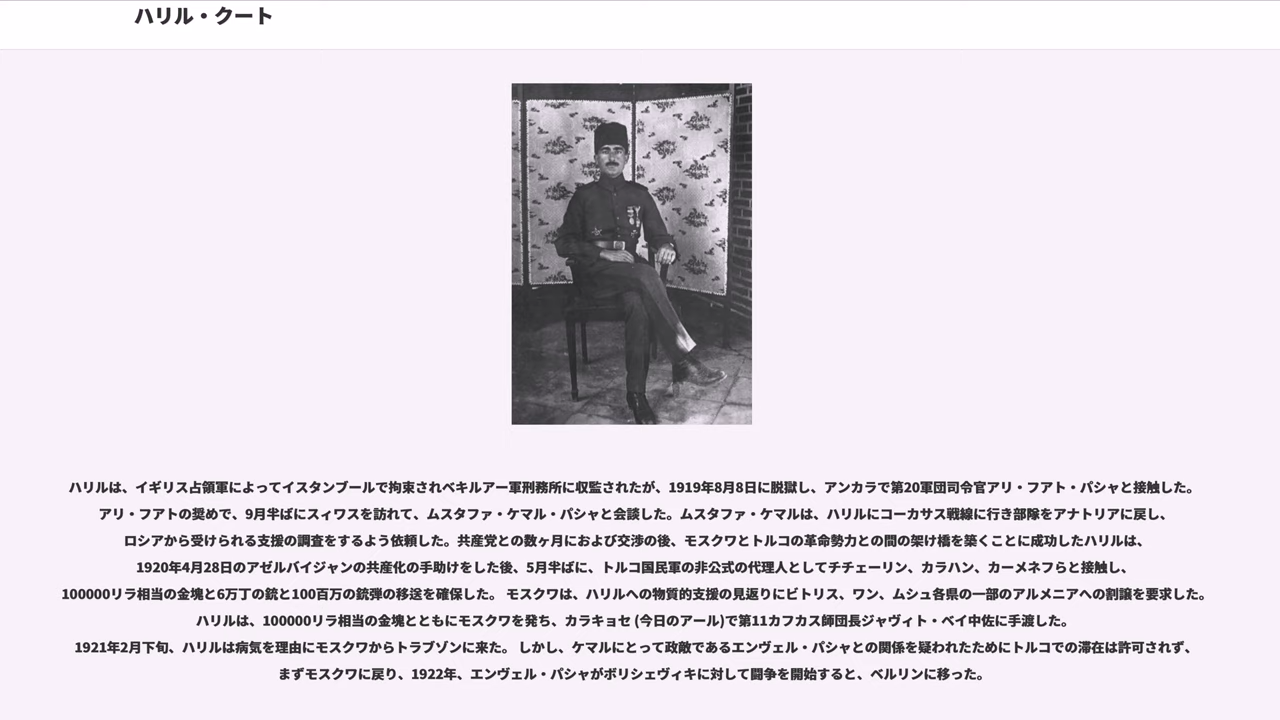 ハリル・クート
ハリルは、イギリス占領軍によってイスタンブールで拘束されベキルアー軍刑務所に収監されたが、1919年8月8日に脱獄し、アンカラで第20軍団司令官アリ・フアト・パシャと接触した。
アリ・フアトの奨めで、9月半ばにスィワスを訪れて、ムスタファ・ケマル・パシャと会談した。ムスタファ・ケマルは、ハリルにコーカサス戦線に行き部隊をアナトリアに戻し、
ロシアから受けられる支援の調査をするよう依頼した。共産党との数ヶ月におよび交渉の後、モスクワとトルコの革命勢力との間の架け橋を築くことに成功したハリルは、
1920年4月28日のアゼルバイジャンの共産化の手助けをした後、5月半ばに、トルコ国民軍の非公式の代理人としてチチェーリン、カラハン、カーメネフらと接触し、
100000リラ相当の金塊と6万丁の銃と100百万の銃弾の移送を確保した。 モスクワは、ハリルへの物質的支援の見返りにビトリス、ワン、ムシュ各県の一部のアルメニアへの割譲を要求した。
ハリルは、100000リラ相当の金塊とともにモスクワを発ち、カラキョセ (今日のアール)で第11カフカス師団長ジャヴィト・ベイ中佐に手渡した。
1921年2月下旬、ハリルは病気を理由にモスクワからトラブゾンに来た。 しかし、ケマルにとって政敵であるエンヴェル・パシャとの関係を疑われたためにトルコでの滞在は許可されず、
まずモスクワに戻り、1922年、エンヴェル・パシャがボリシェヴィキに対して闘争を開始すると、ベルリンに移った。